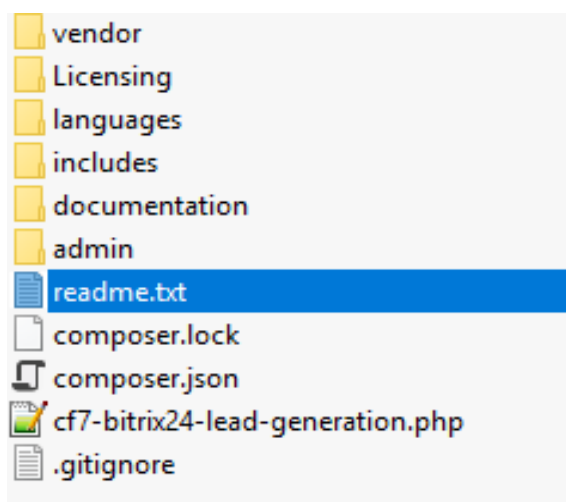 vendor
Licensing
languages
includes
documentation
admin
readme.txt
composer.lock
composer.json
cf7-bitrix24-lead-generation.php
.gitignore